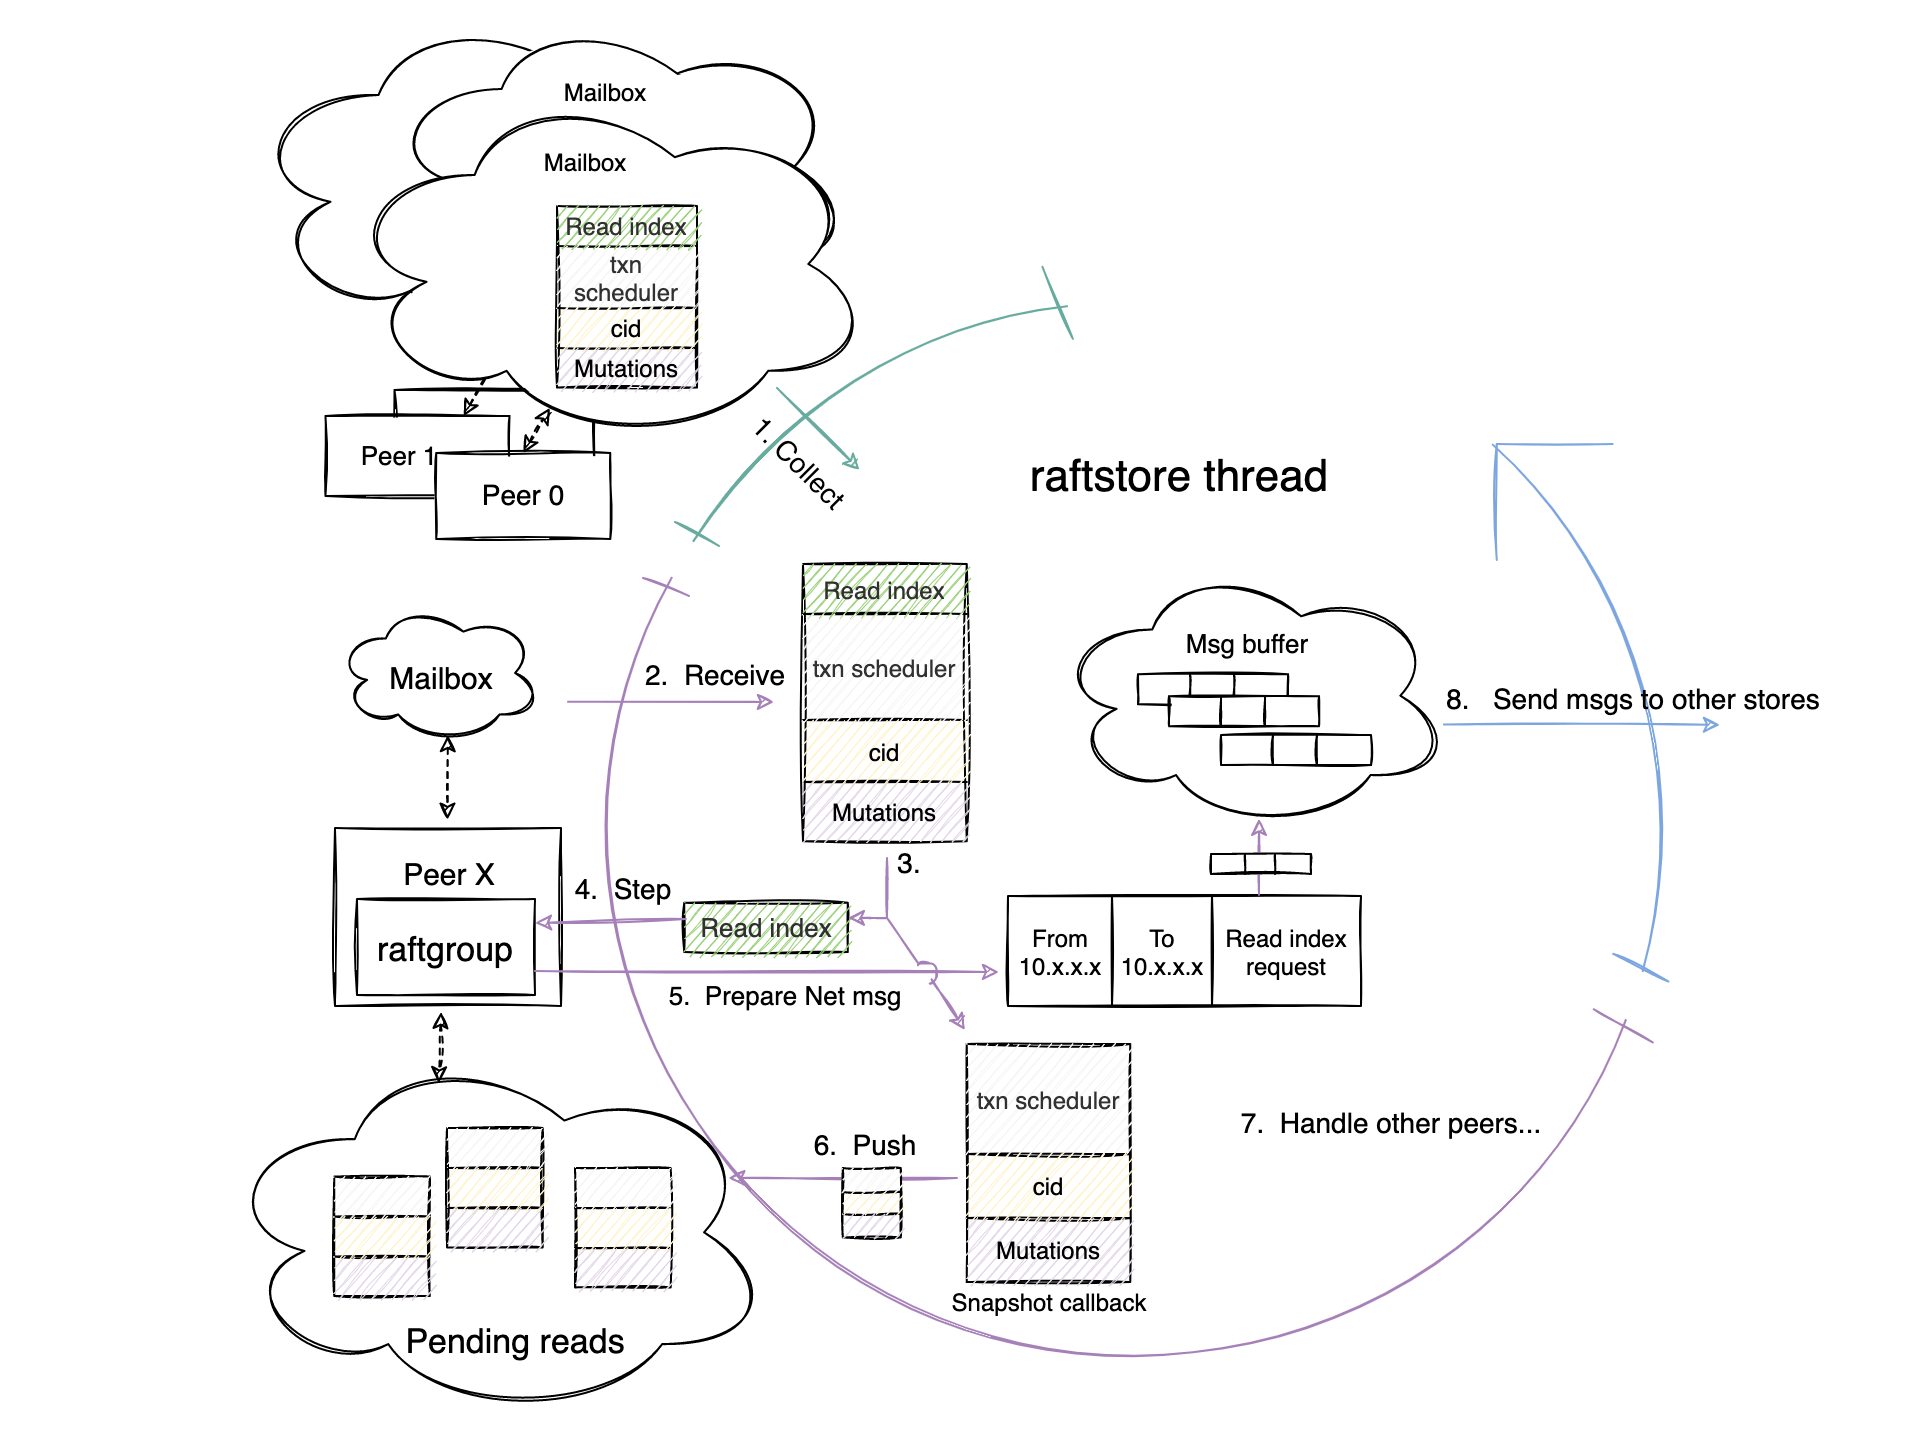 Mailbox
Mailbox
Read index
txn
scheduler
cid
Mutations
Peer 1
Peer 0
1. Collect
raftstore thread
Read index
txn scheduler
cid
Mutations
Mailbox
2. Receive
Msg buffer
8. Send msgs to other stores
3.
Peer X
raftgroup
4. Step
Read index
5. Prepare Net msg
From
10.x.x.x
To
10.x.x.x
Read index
request
txn scheduler
cid
Mutations
Snapshot callback
6. Push
7. Handle other peers...
Pending reads